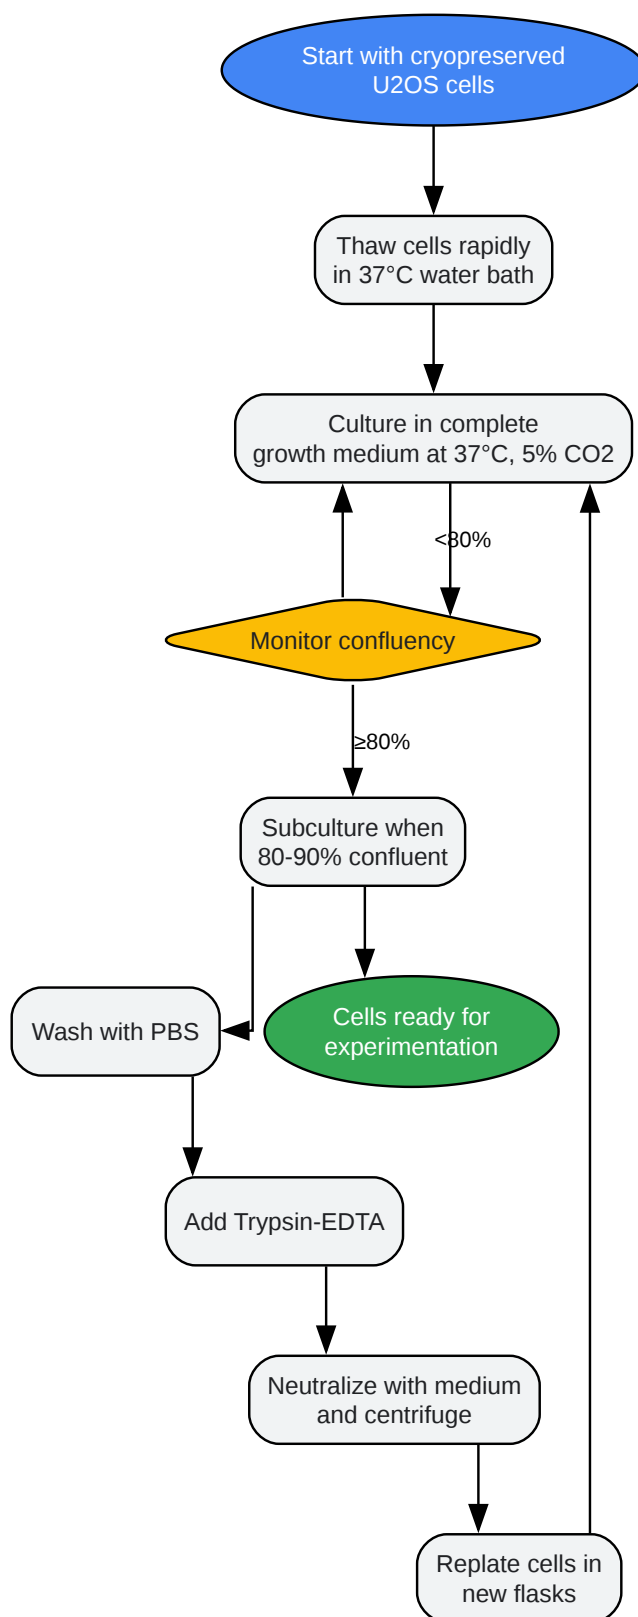 Start with cryopreserved
U2OS cells
Thaw cells rapidly
in 37°C water bath
Culture in complete
growth medium at 37°C, 5% CO2
<80%
Monitor confluency
≥80%
Subculture when
80-90% confluent
Wash with PBS
Cells ready for
experimentation
Add Trypsin-EDTA
Neutralize with medium
and centrifuge
Replate cells in
new flasks